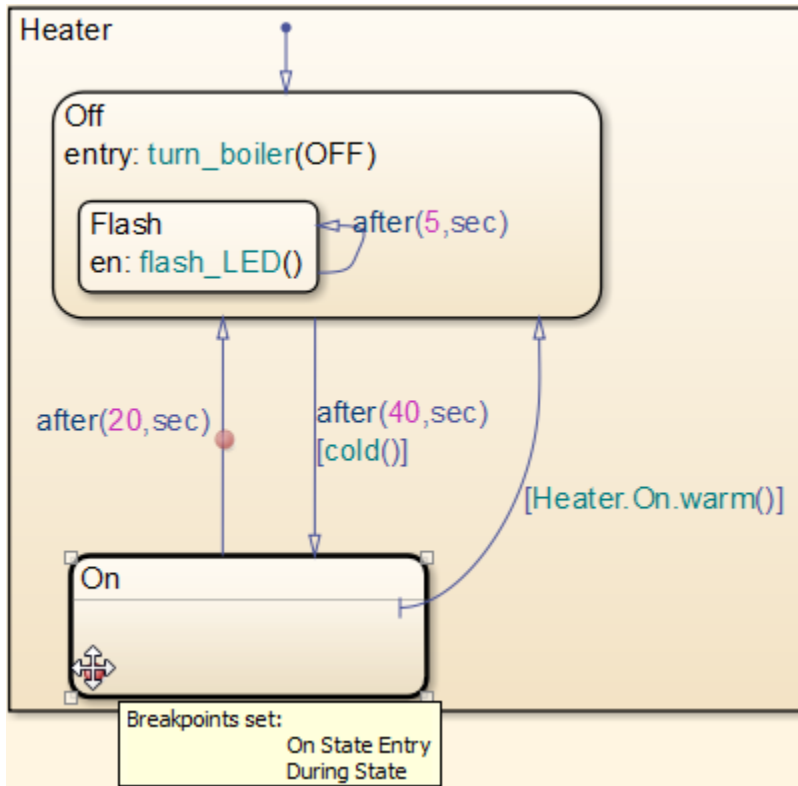 Heater
Off
entry: turn_boiler(OFF)
Flash
en: flash_LED()
after(5,sec)
after(20,sec)
after(40,sec)
[cold()]
[Heater.On.warm()]
On
Breakpoints set:
On State Entry
During State